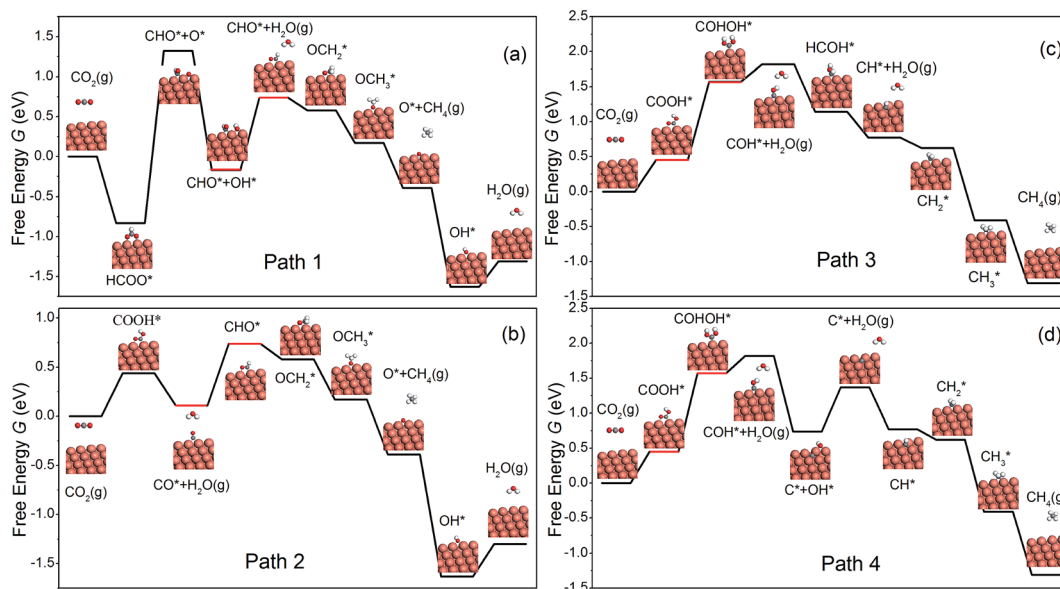 (a)
Free Energy G (eV)
1.5
1.0
0.5
0.0
-0.5
-1.0
-1.5
CO₂(g)
HCOO*
CHO*+O*
CHO*+OH*
CHO*+H₂O(g)
OCH₂*
OCH₃*
O*+CH₄(g)
OH*
H₂O(g)
Path 1
(c)
Free Energy G (eV)
2.5
2.0
1.5
1.0
0.5
0.0
-0.5
-1.0
-1.5
CO₂(g)
COOH*
COHOH*
COH*+H₂O(g)
HCOH*
CH*+H₂O(g)
CH₂*
CH₃*
CH₄(g)
Path 3
(b)
Free Energy G (eV)
1.0
0.5
0.0
-0.5
-1.0
-1.5
CO₂(g)
COOH*
CO*+H₂O(g)
CHO*
OCH₂*
OCH₃*
O*+CH₄(g)
OH*
H₂O(g)
Path 2
(d)
Free Energy G (eV)
2.5
2.0
1.5
1.0
0.5
0.0
-0.5
-1.0
-1.5
CO₂(g)
COOH*
COHOH*
COH*+H₂O(g)
C*+OH*
C*+H₂O(g)
CH*
CH₂*
CH₃*
CH₄(g)
Path 4